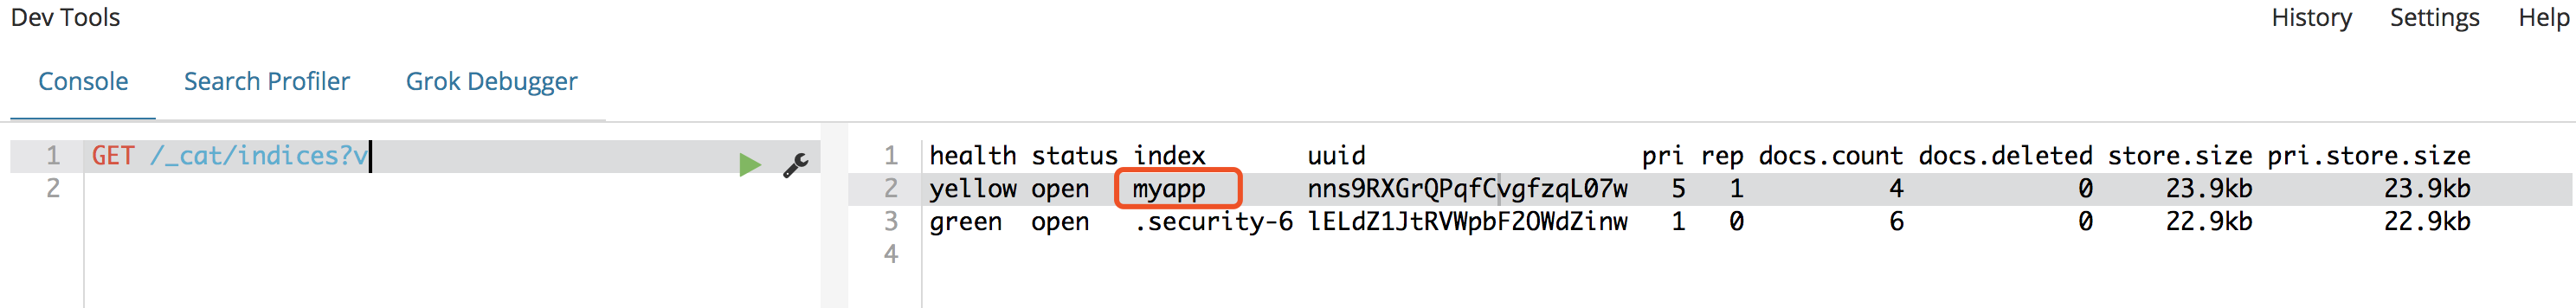 Dev Tools History Settings Help
Console Search Profiler Grok Debugger
1 GET /_cat/indices?v
2
1 health status index uuid pri rep docs.count docs.deleted store.size pri.store.size
2 yellow open myapp nns9RXGrQPqfCvgfzqL07w 5 1 4 0 23.9kb 23.9kb
3 green open .security-6 lELdZ1JtRVWpbF2OWdZinw 1 0 6 0 22.9kb 22.9kb
4